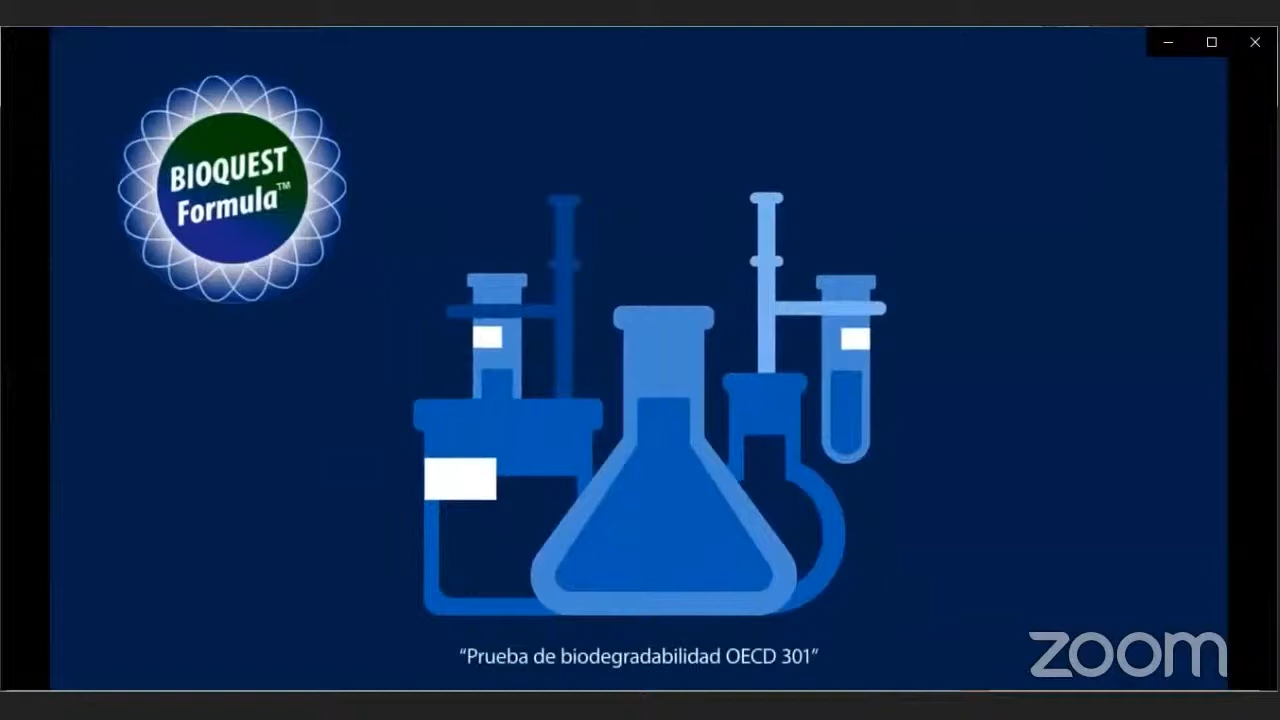 BIOQUEST
Formula™
“Prueba de biodegradabilidad OECD 301”
zoom